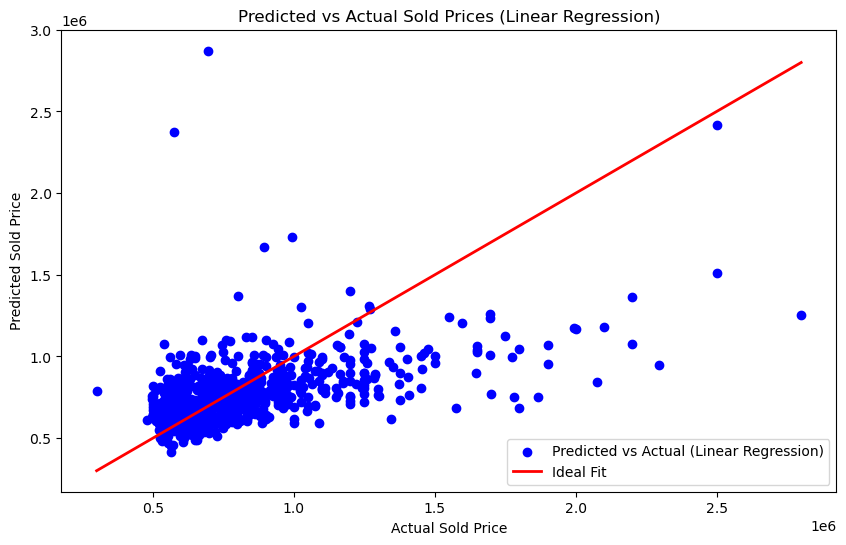 Predicted vs Actual Sold Prices (Linear Regression)
1e6
3.0
2.5
2.0
1.5
1.0
0.5
Predicted Sold Price
Predicted vs Actual (Linear Regression)
Ideal Fit
0.5 1.0 1.5 2.0 2.5
1e6
Actual Sold Price